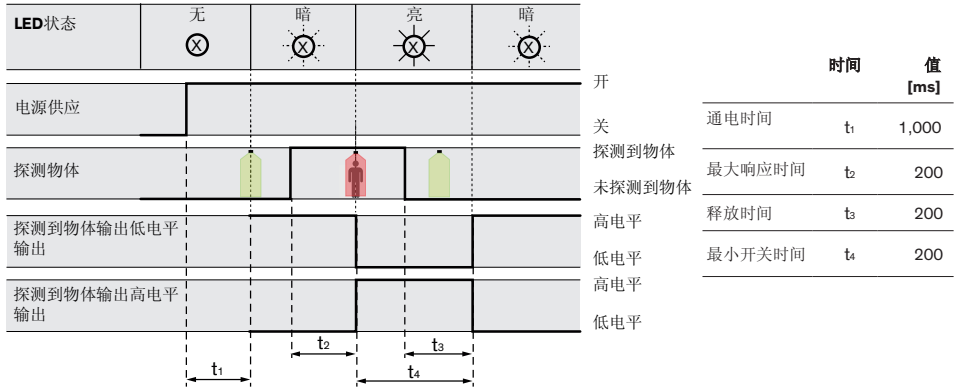 LED状态
无
暗
亮
暗
X
X
X
X
电源供应
开
关
探测物体
探测到物体
未探测到物体
探测到物体输出低电平
输出
高电平
低电平
探测到物体输出高电平
输出
高电平
低电平
t₁
t₂
t₃
t₄
时间 值
[ms]
通电时间 t₁ 1,000
最大响应时间 t₂ 200
释放时间 t₃ 200
最小开关时间 t₄ 200